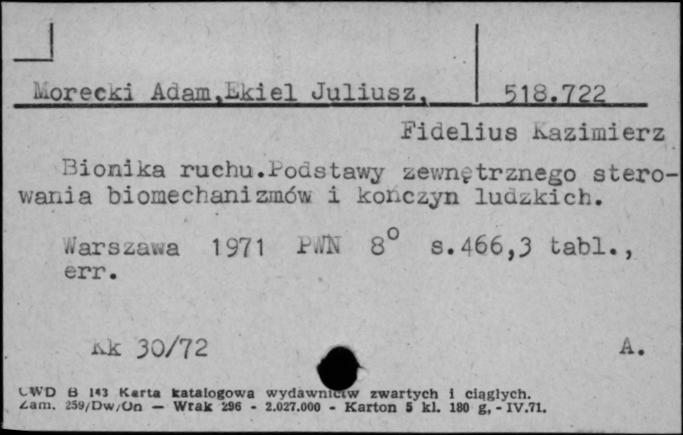 Morecki Adam,Ekiel Juliusz, 518.722
Fidelius Kazimierz
Bionika ruchu.Podstawy zewnętrznego stero-
wania biomechanizmów i kończyn ludzkich.
Warszawa 1971 PWN 8° s.466,3 tabl.,
err.
Kk 30/72 A.
CWD B 143 Karta katalogowa wydawnictw zwartych i ciągłych.
Zam. 259/Dw/On — Wrak 296 - 2.027.000 - Karton 5 kl. 180 g, - IV.71.